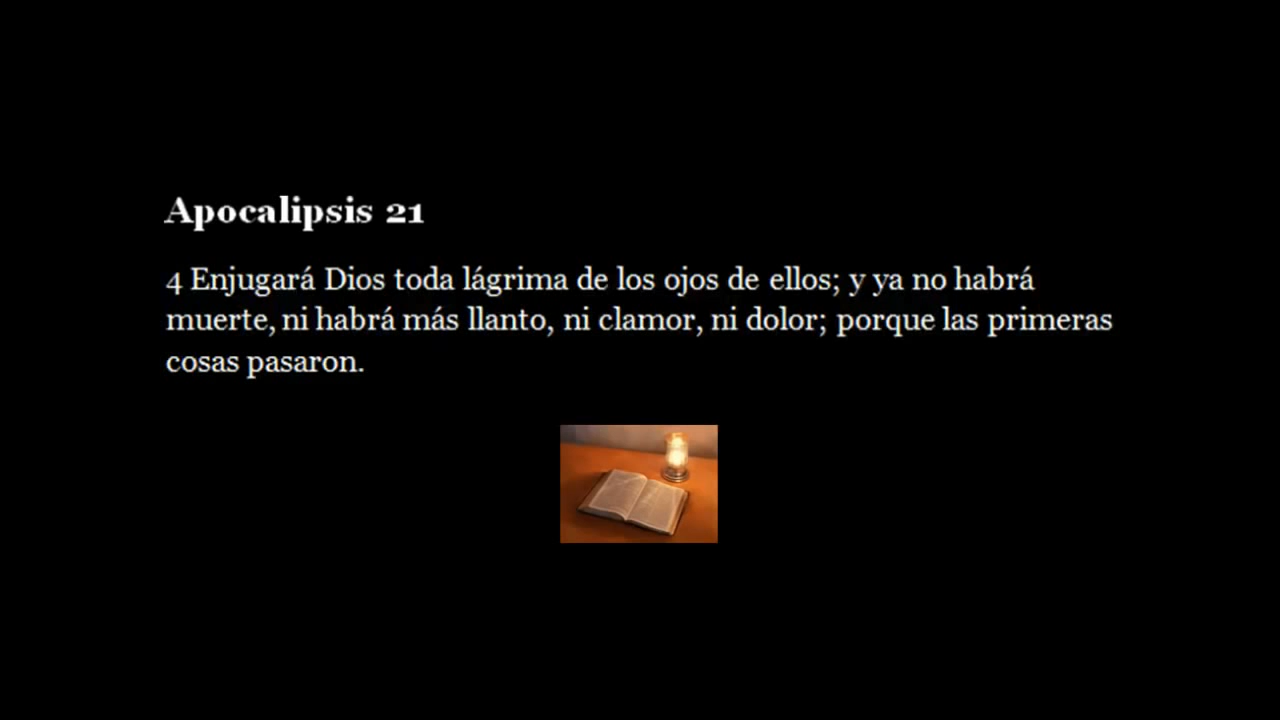 Apocalipsis 21
4 Enjugará Dios toda lágrima de los ojos de ellos; y ya no habrá
muerte, ni habrá más llanto, ni clamor, ni dolor; porque las primeras
cosas pasaron.